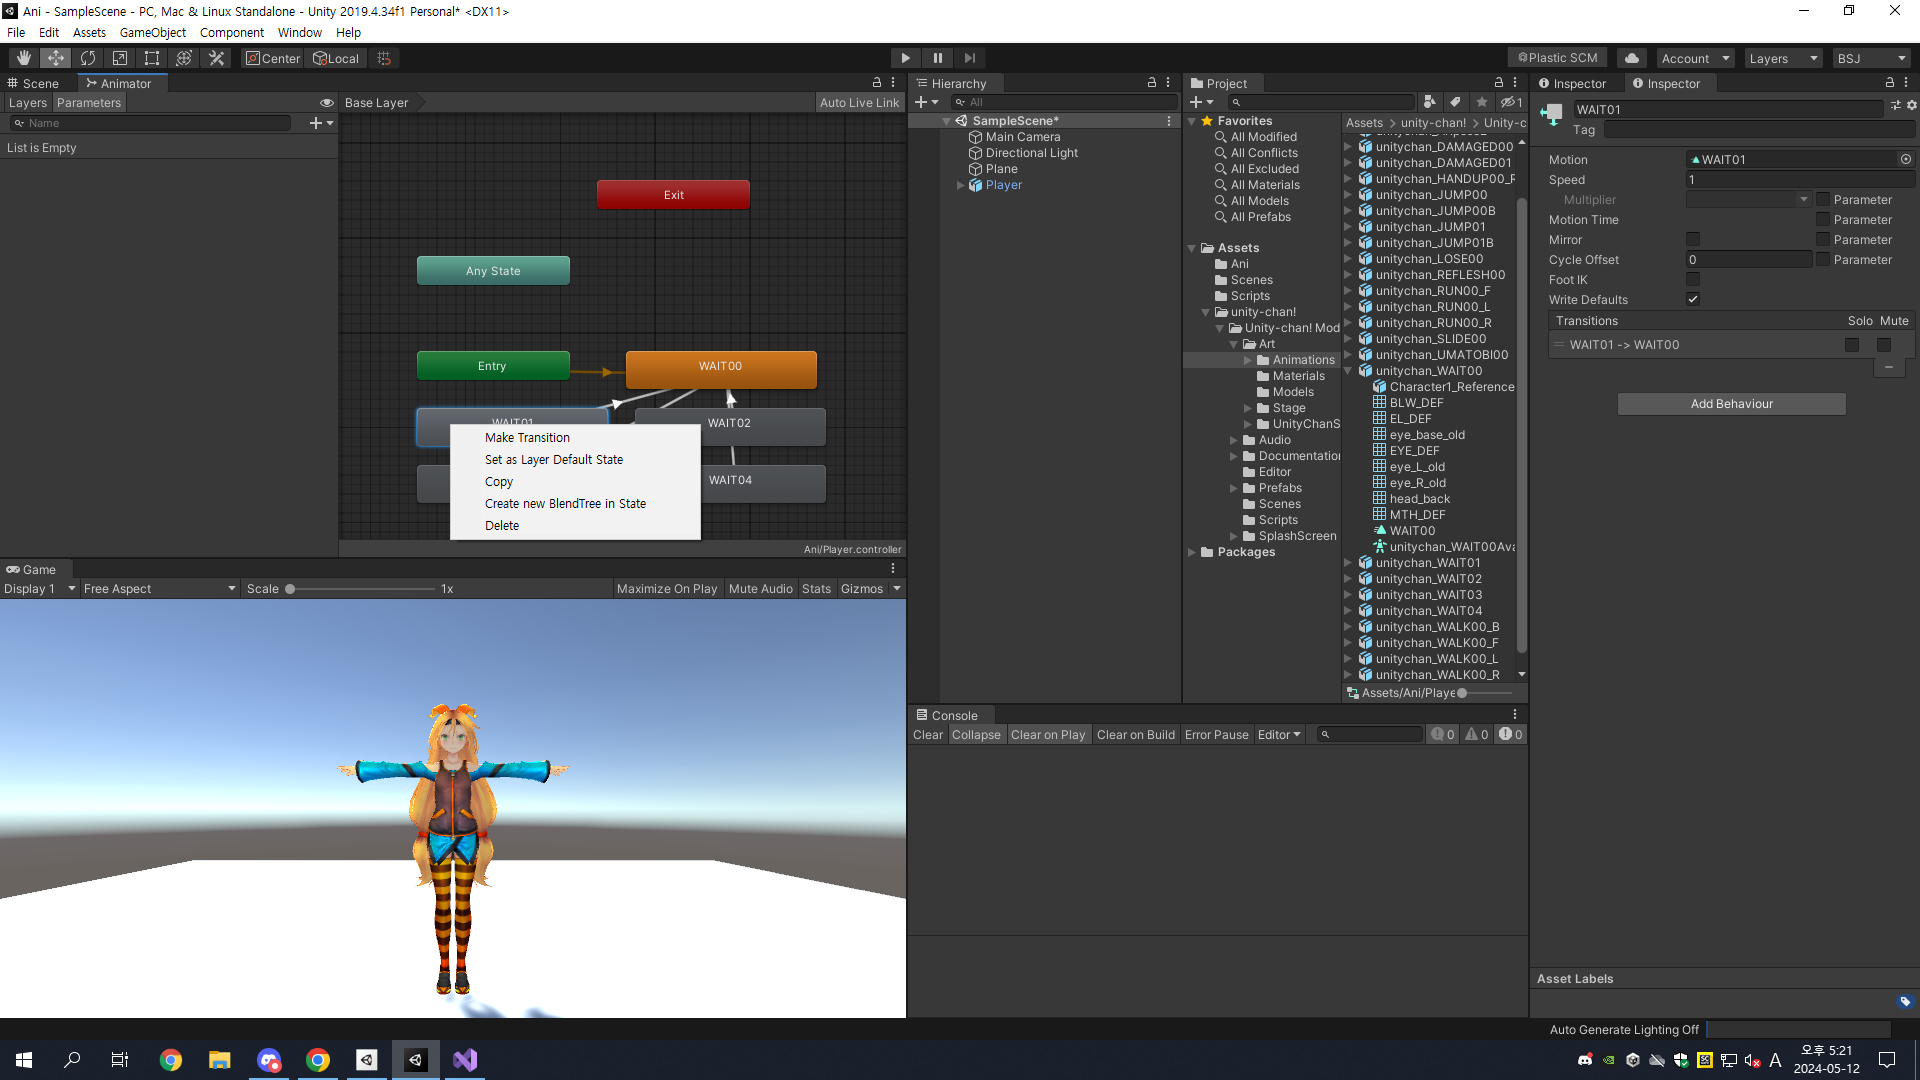 Ani - SampleScene - PC, Mac & Linux Standalone - Unity 2019.4.34f1 Personal* <DX11>
File Edit Assets GameObject Component Window Help
Center Local
Plastic SCM Account Layers BSJ
Scene Animator
Layers Parameters
Base Layer
Auto Live Link
Name
List is Empty
Exit
Any State
Entry
WAIT00
WAIT01
WAIT02
WAIT04
Make Transition
Set as Layer Default State
Copy
Create new BlendTree in State
Delete
Ani/Player.controller
Game
Display 1 Free Aspect Scale 1x Maximize On Play Mute Audio Stats Gizmos
Hierarchy
All
SampleScene*
Main Camera
Directional Light
Plane
Player
Project
1
Favorites
All Modified
All Conflicts
All Excluded
All Materials
All Models
All Prefabs
Assets
Ani
Scenes
Scripts
unity-chan!
Unity-chan! Mod
Art
Animations
Materials
Models
Stage
UnityChanS
Audio
Documentation
Editor
Prefabs
Scenes
Scripts
SplashScreen
Packages
Assets > unity-chan! > Unity-c
unitychan_DAMAGED00
unitychan_DAMAGED01
unitychan_HANDUP00_R
unitychan_JUMP00
unitychan_JUMP00B
unitychan_JUMP01
unitychan_JUMP01B
unitychan_LOSE00
unitychan_REFLESH00
unitychan_RUN00_F
unitychan_RUN00_L
unitychan_RUN00_R
unitychan_SLIDE00
unitychan_UMATOBI00
unitychan_WAIT00
Character1_Reference
BLW_DEF
EL_DEF
eye_base_old
EYE_DEF
eye_L_old
eye_R_old
head_back
MTH_DEF
WAIT00
unitychan_WAIT00Ava
unitychan_WAIT01
unitychan_WAIT02
unitychan_WAIT03
unitychan_WAIT04
unitychan_WALK00_B
unitychan_WALK00_F
unitychan_WALK00_L
unitychan_WALK00_R
Assets/Ani/Playe
Console
Clear Collapse Clear on Play Clear on Build Error Pause Editor 0 0 0
Inspector Inspector
WAIT01
Tag
Motion WAIT01
Speed 1
Multiplier Parameter
Motion Time Parameter
Mirror Parameter
Cycle Offset 0 Parameter
Foot IK
Write Defaults
Transitions Solo Mute
WAIT01 -> WAIT00
Add Behaviour
Asset Labels
Auto Generate Lighting Off
A
오후 5:21
2024-05-12